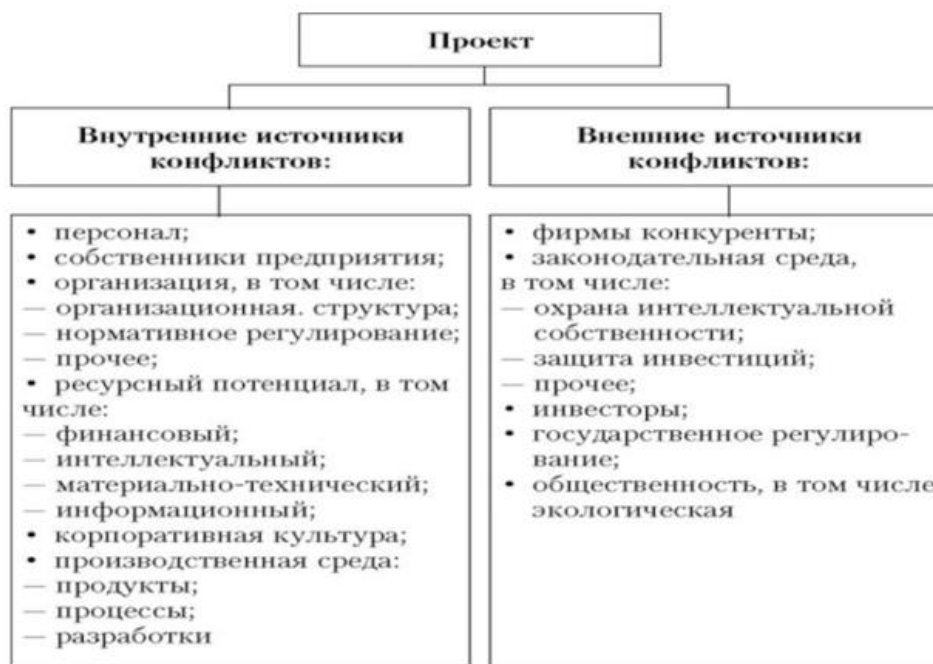 Проект
Внутренние источники
конфликтов:
• персонал;
• собственники предприятия;
• организация, в том числе:
— организационная. структура;
— нормативное регулирование;
— прочее;
• ресурсный потенциал, в том
числе:
— финансовый;
— интеллектуальный;
— материально-технический;
— информационный;
• корпоративная культура;
• производственная среда:
— продукты;
— процессы;
— разработки
Внешние источники
конфликтов:
• фирмы конкуренты;
• законодательная среда,
в том числе:
— охрана интеллектуальной
собственности;
— защита инвестиций;
— прочее;
• инвесторы;
• государственное регулиро-
вание;
• общественность, в том числе
экологическая